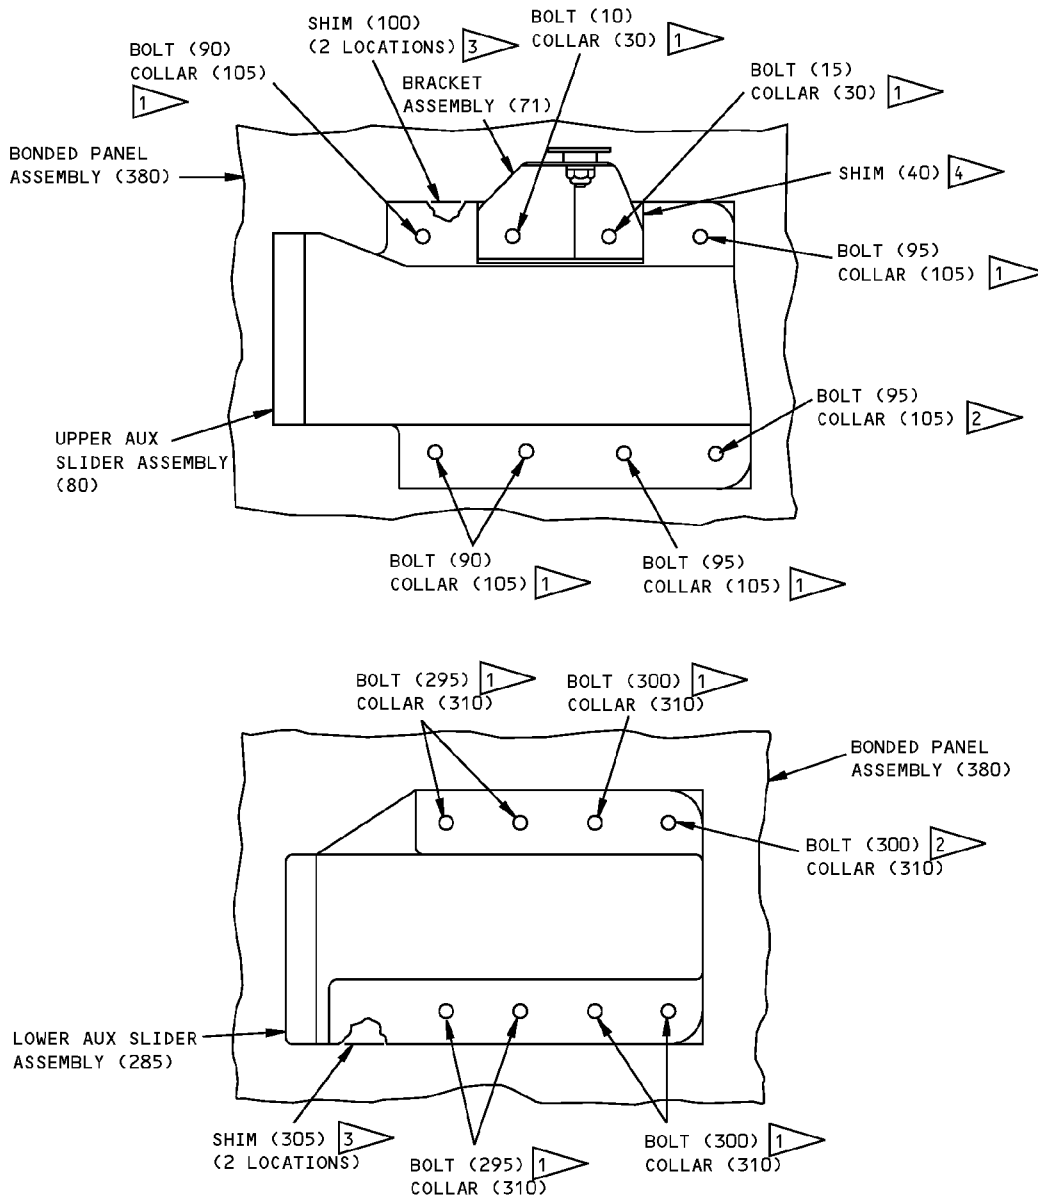 SHIM (100)
(2 LOCATIONS) 3
BOLT (10)
COLLAR (30) 1
BOLT (90)
COLLAR (105)
1
BRACKET
ASSEMBLY (71)
BOLT (15)
COLLAR (30) 1
BONDED PANEL
ASSEMBLY (380)
SHIM (40) 4
BOLT (95)
COLLAR (105) 1
BOLT (95)
COLLAR (105) 2
UPPER AUX
SLIDER ASSEMBLY
(80)
BOLT (90)
COLLAR (105) 1
BOLT (95)
COLLAR (105) 1
BOLT (295) 1
COLLAR (310)
BOLT (300) 1
COLLAR (310)
BONDED PANEL
ASSEMBLY (380)
BOLT (300) 2
COLLAR (310)
LOWER AUX SLIDER
ASSEMBLY (285)
SHIM (305) 3
(2 LOCATIONS)
BOLT (295) 1
COLLAR (310)
BOLT (300) 1
COLLAR (310)